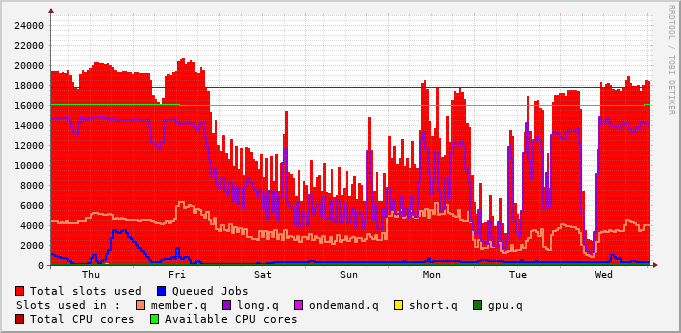 RRDTOOL / TOBI OETIKER
24000
22000
20000
18000
16000
14000
12000
10000
8000
6000
4000
2000
0
Thu Fri Sat Sun Mon Tue Wed
Total slots used Queued Jobs
Slots used in : member.q long.q ondemand.q short.q gpu.q
Total CPU cores Available CPU cores